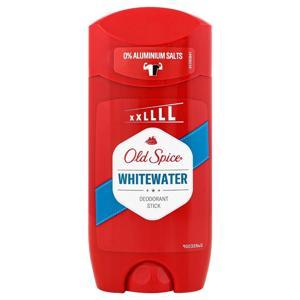 0% ALUMINIUM SALTS
xxLLLL
Old Spice
WHITEWATER
DEODORANT
STICK